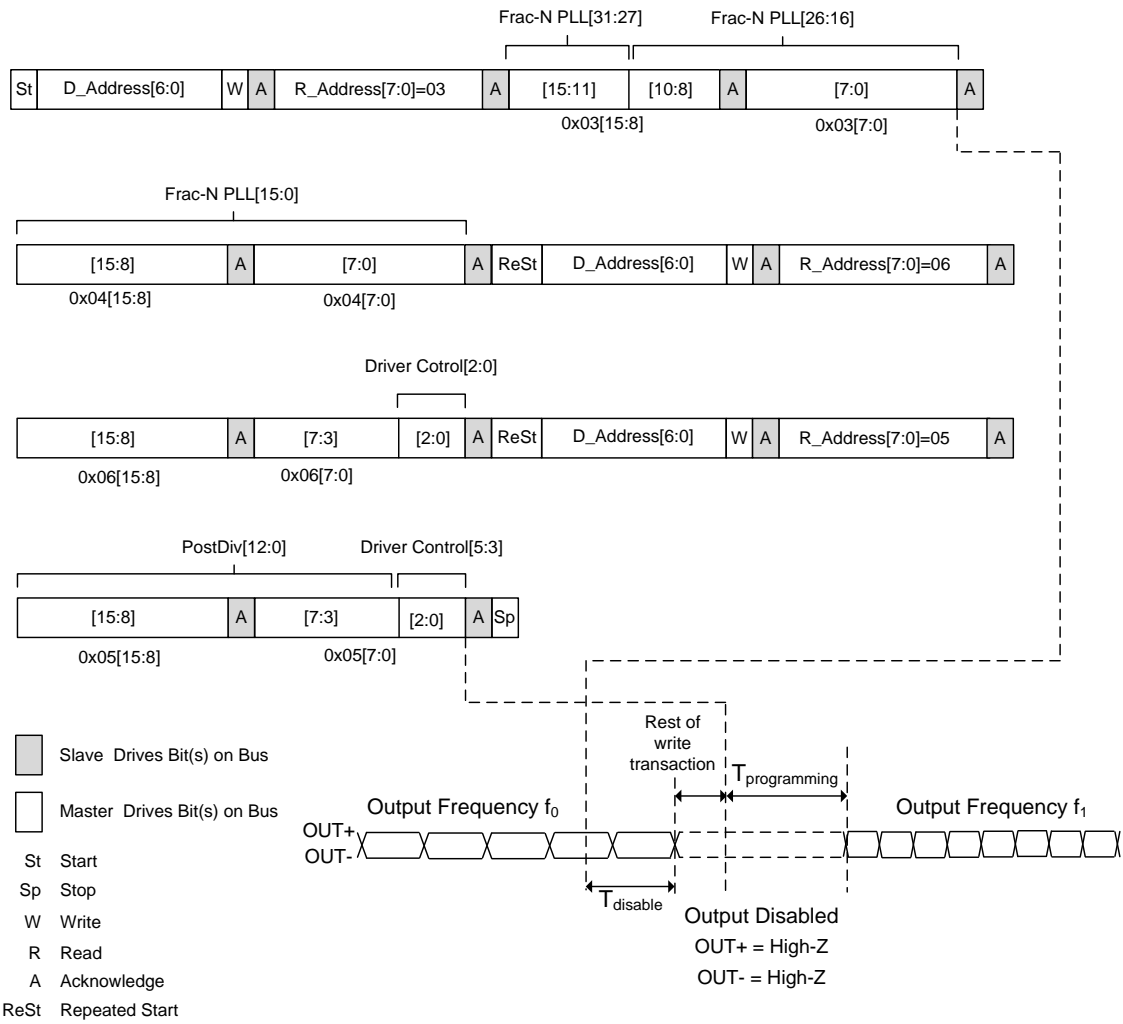 Frac-N PLL[31:27] Frac-N PLL[26:16]
St D_Address[6:0] W A R_Address[7:0]=03 A [15:11] [10:8] A [7:0] A
0x03[15:8] 0x03[7:0]
Frac-N PLL[15:0]
[15:8] A [7:0] A ReSt D_Address[6:0] W A R_Address[7:0]=06 A
0x04[15:8] 0x04[7:0]
Driver Cotrol[2:0]
[15:8] A [7:3] [2:0] A ReSt D_Address[6:0] W A R_Address[7:0]=05 A
0x06[15:8] 0x06[7:0]
PostDiv[12:0] Driver Control[5:3]
[15:8] A [7:3] [2:0] A Sp
0x05[15:8] 0x05[7:0]
Slave Drives Bit(s) on Bus
Master Drives Bit(s) on Bus
St Start
Sp Stop
W Write
R Read
A Acknowledge
ReSt Repeated Start
Rest of
write
transaction
Tprogramming
Output Frequency f0
Output Frequency f1
OUT+
OUT-
Tdisable
Output Disabled
OUT+ = High-Z
OUT- = High-Z